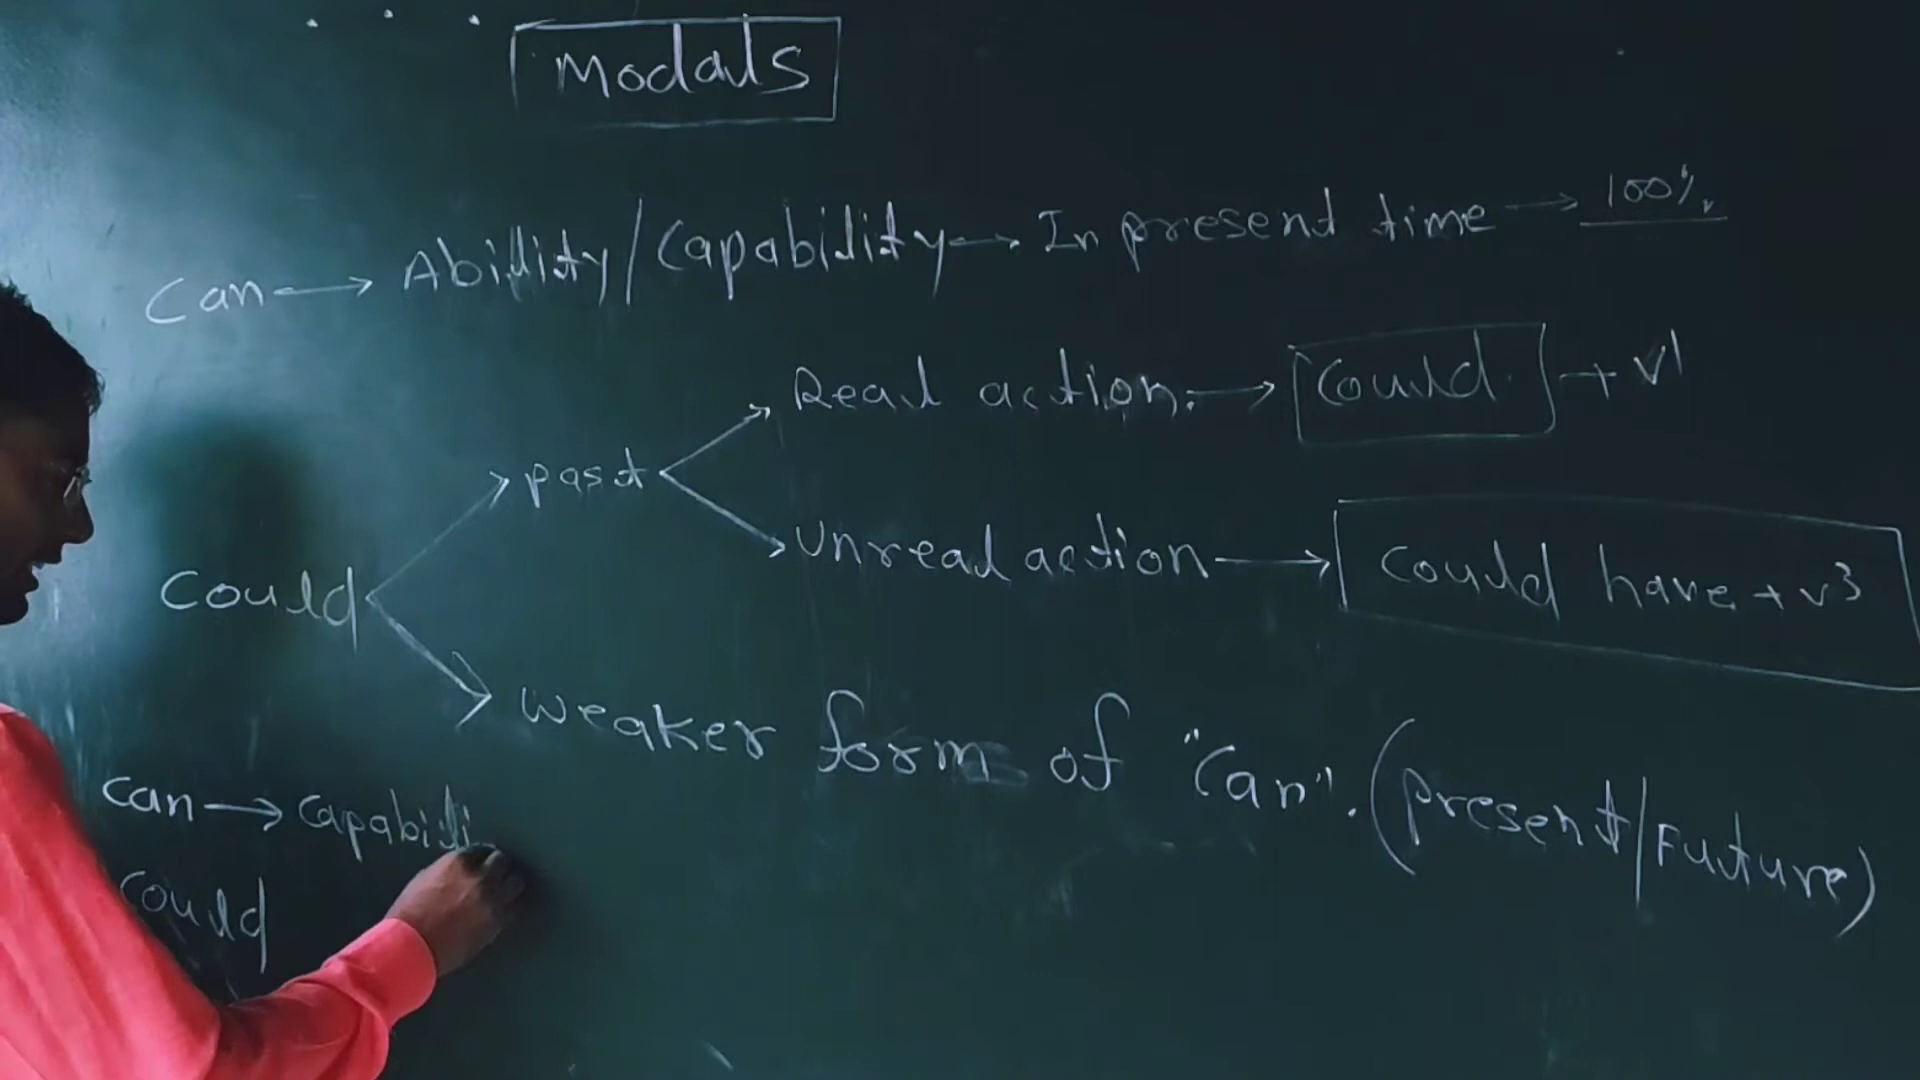 Modals
Can → Ability/Capability → In present time → 100%
Could
past
Real action. → Could + V1
Unreal action → Could have + V3
weaker form of "Can". (present/Future)
Can → Capabili
Could